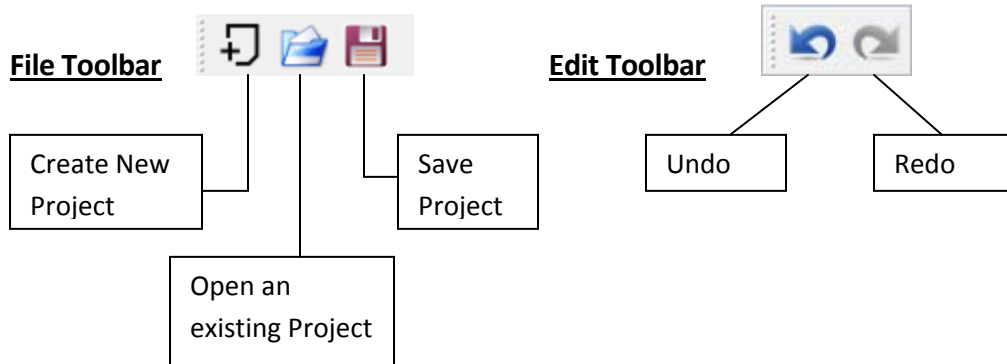 File Toolbar
Edit Toolbar
Create New
Project
Save
Project
Undo
Redo
Open an
existing Project